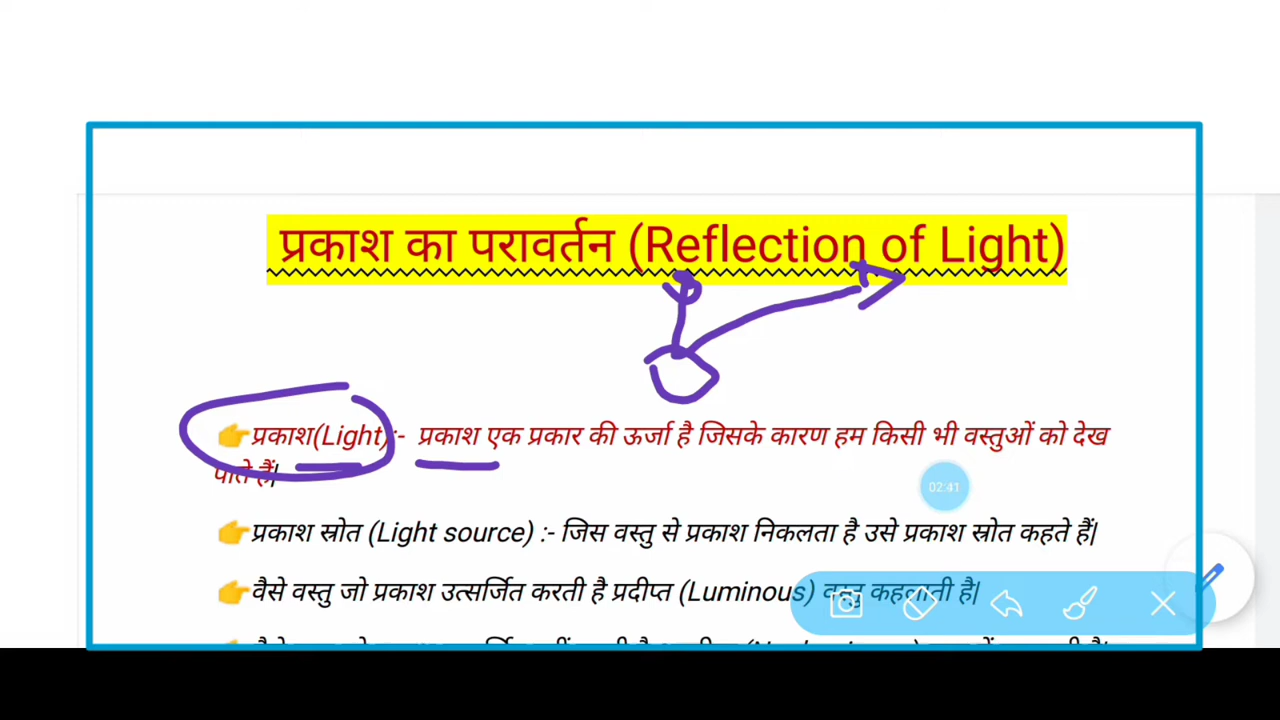 प्रकाश का परावर्तन (Reflection of Light)
👉प्रकाश(Light):- प्रकाश एक प्रकार की ऊर्जा है जिसके कारण हम किसी भी वस्तुओं को देख
पाते हैं|
02:41
👉प्रकाश स्रोत (Light source) :- जिस वस्तु से प्रकाश निकलता है उसे प्रकाश स्रोत कहते हैं|
👉वैसे वस्तु जो प्रकाश उत्सर्जित करती है प्रदीप्त (Luminous) वस्तु कहलाती है|